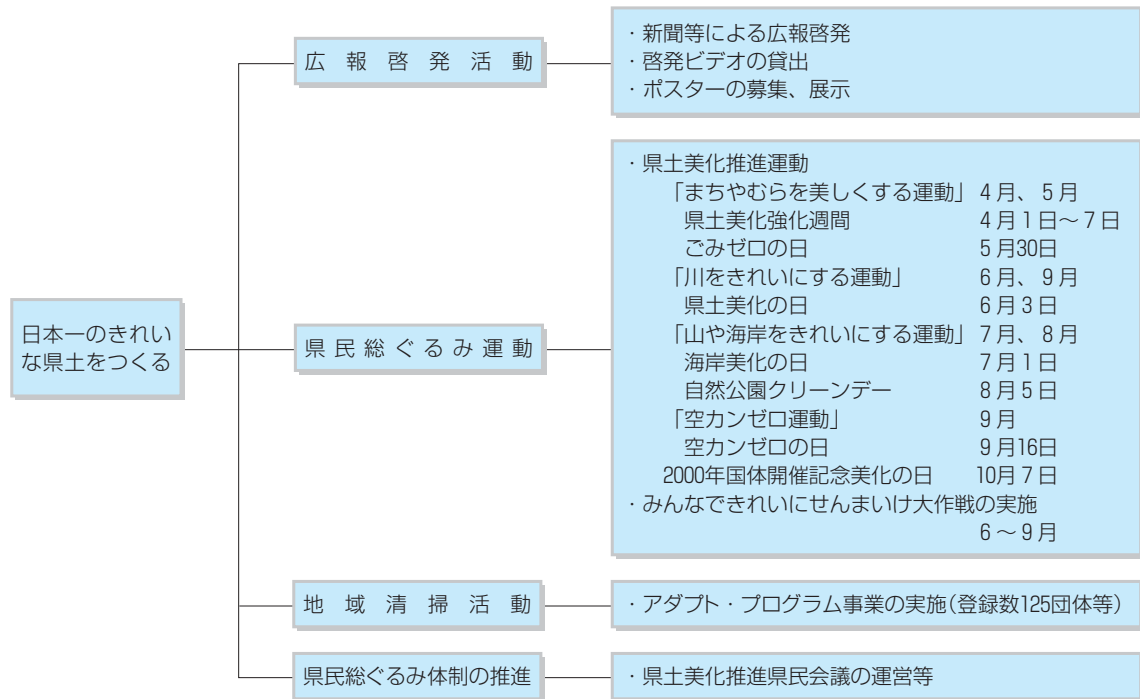 日本一のきれい
な県土をつくる
広報啓発活動
・新聞等による広報啓発
・啓発ビデオの貸出
・ポスターの募集、展示
県民総ぐるみ運動
・県土美化推進運動
「まちやむらを美しくする運動」 4月、5月
県土美化強化週間 4月1日～7日
ごみゼロの日 5月30日
「川をきれいにする運動」 6月、9月
県土美化の日 6月3日
「山や海岸をきれいにする運動」 7月、8月
海岸美化の日 7月1日
自然公園クリーンデー 8月5日
「空カンゼロ運動」 9月
空カンゼロの日 9月16日
2000年国体開催記念美化の日 10月7日
・みんなできれいにせんまいけ大作戦の実施
6～9月
地域清掃活動
・アダプト・プログラム事業の実施(登録数125団体等)
県民総ぐるみ体制の推進
・県土美化推進県民会議の運営等